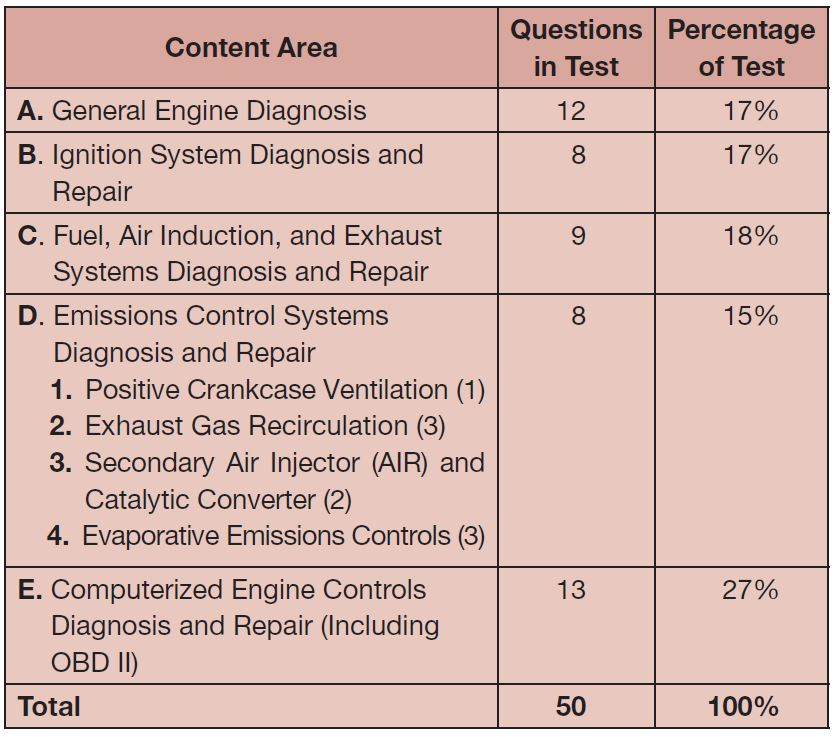 Content Area Questions in Test Percentage of Test
A. General Engine Diagnosis 12 17%
B. Ignition System Diagnosis and 8 17%
Repair
C. Fuel, Air Induction, and Exhaust 9 18%
Systems Diagnosis and Repair
D. Emissions Control Systems 8 15%
Diagnosis and Repair
1. Positive Crankcase Ventilation (1)
2. Exhaust Gas Recirculation (3)
3. Secondary Air Injector (AIR) and
Catalytic Converter (2)
4. Evaporative Emissions Controls (3)
E. Computerized Engine Controls 13 27%
Diagnosis and Repair (Including
OBD II)
Total 50 100%